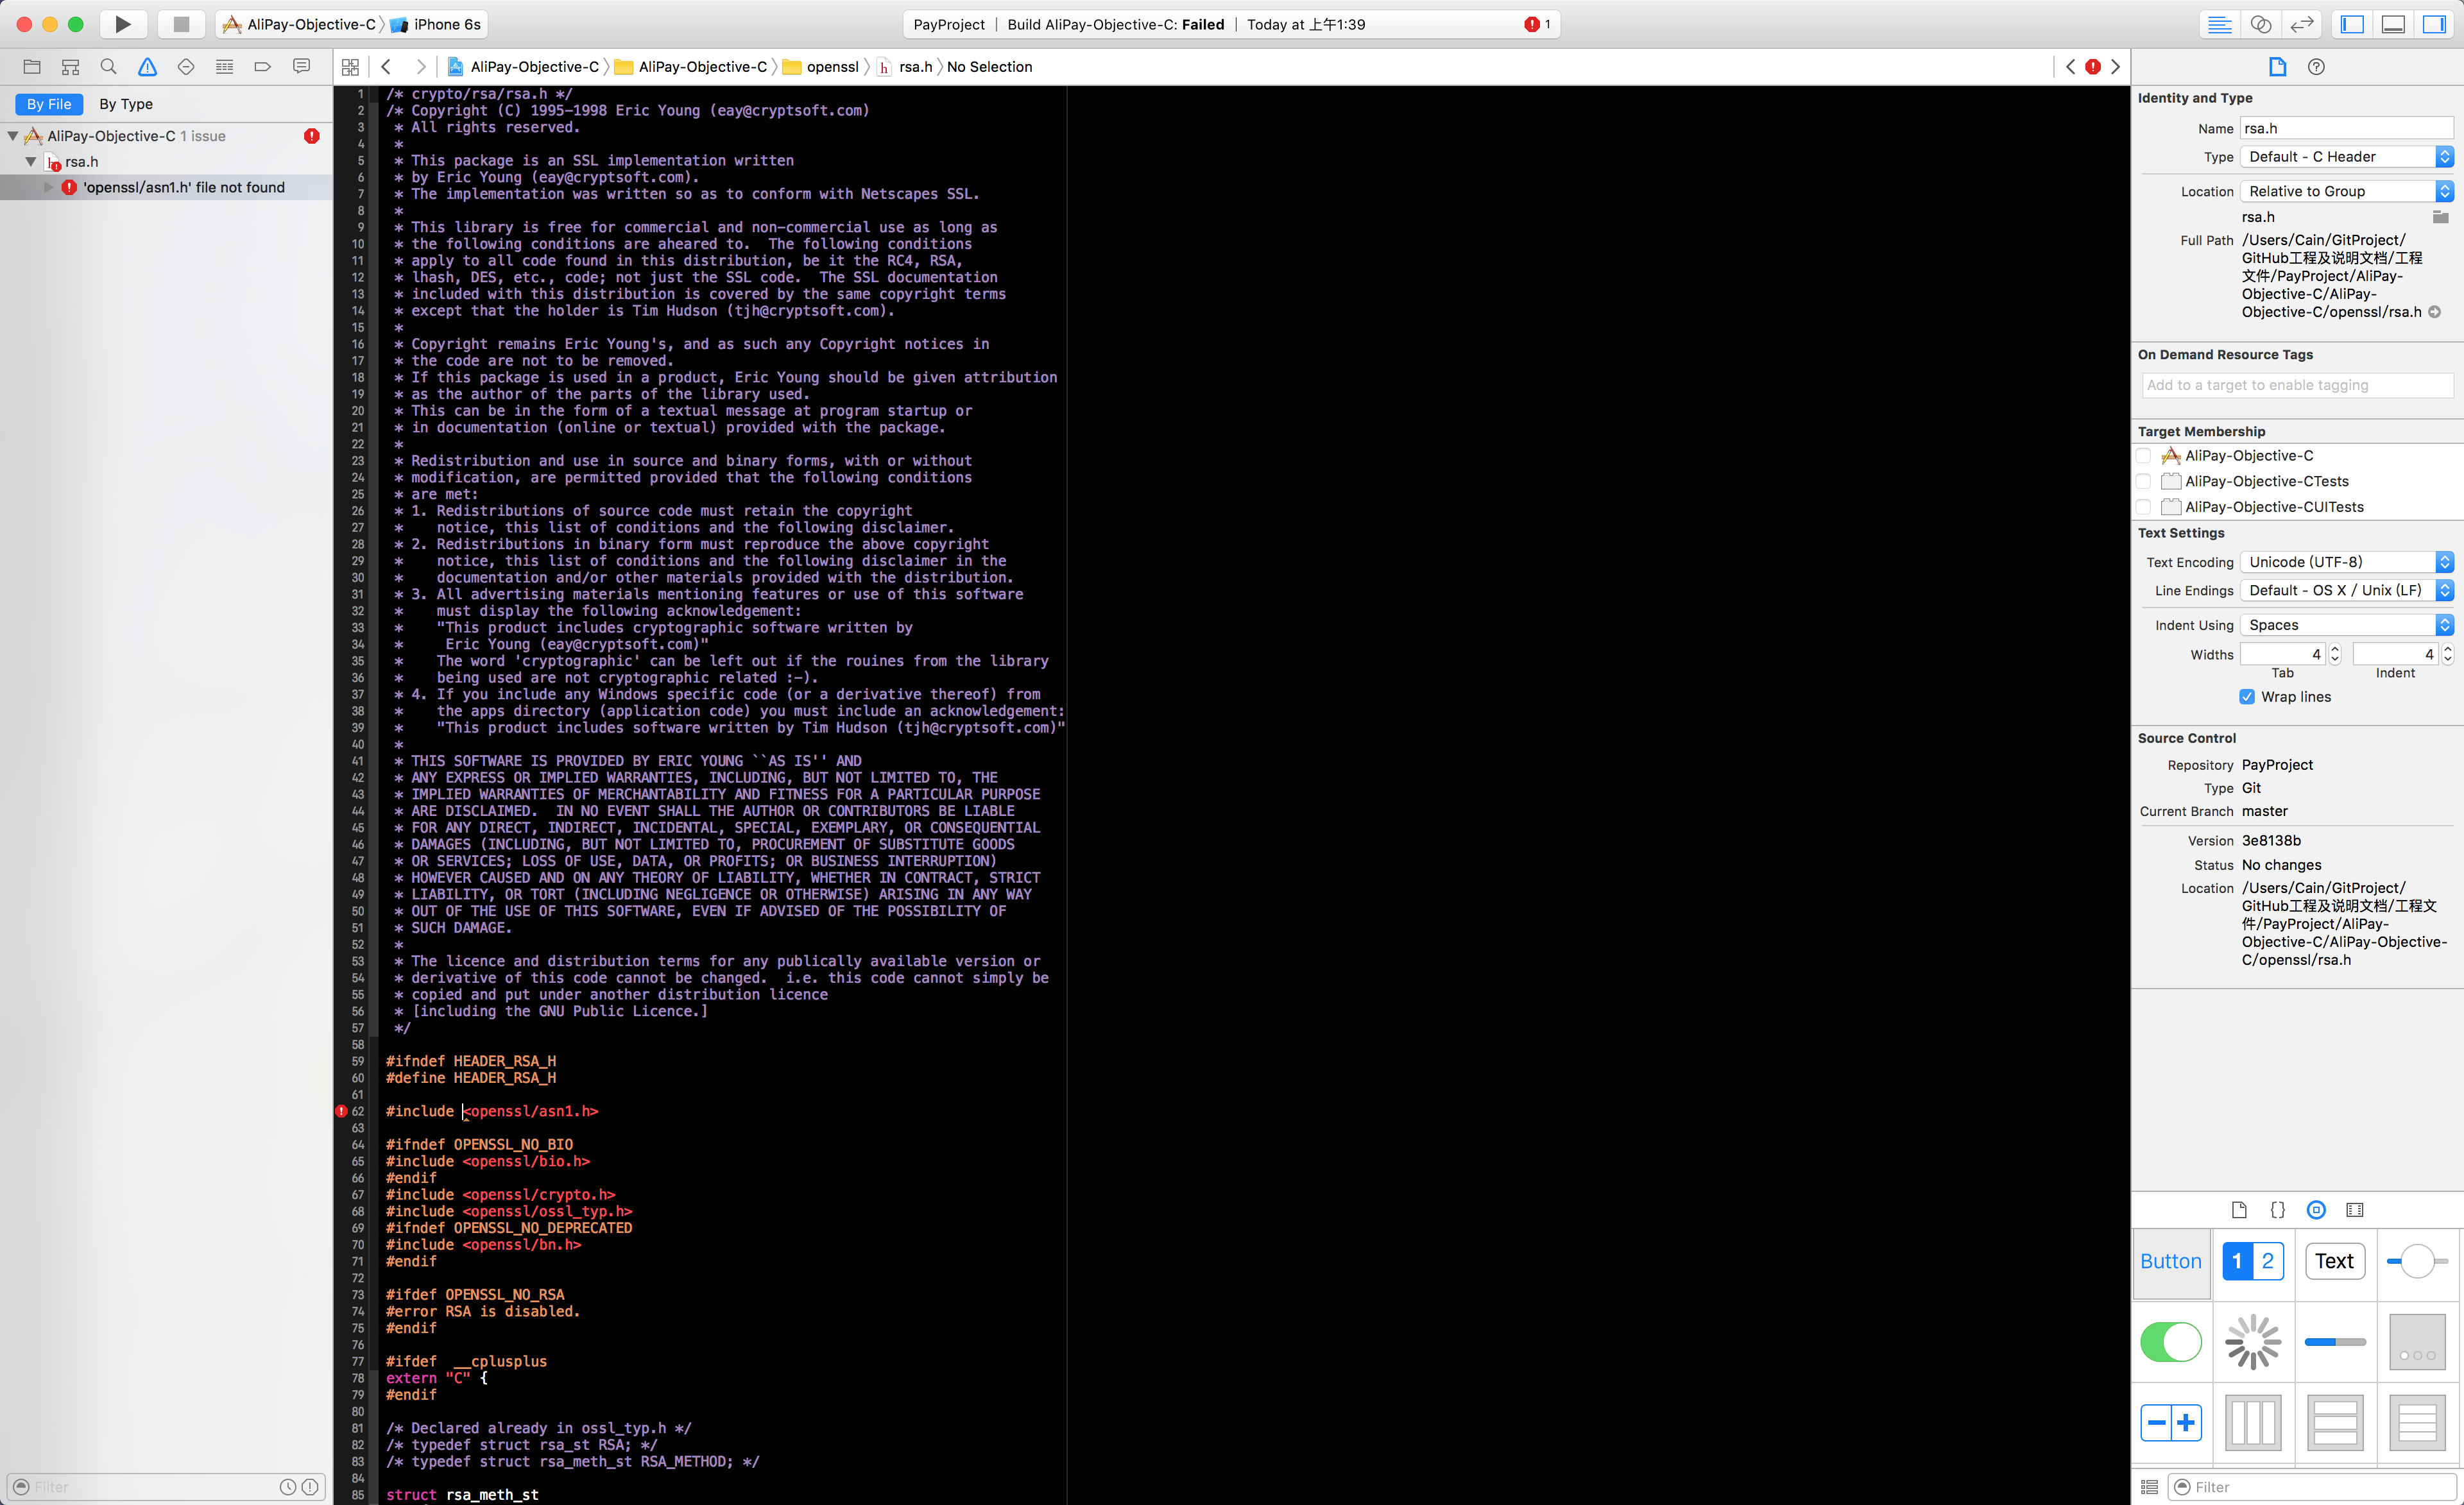 AliPay-Objective-C
iPhone 6s
PayProject
Build AliPay-Objective-C: Failed
Today at 上午1:39
1
AliPay-Objective-C
AliPay-Objective-C
openssl
rsa.h
No Selection
By File
By Type
AliPay-Objective-C 1 issue
rsa.h
'openssl/asn1.h' file not found
Filter
1 /* crypto/rsa/rsa.h */
2 /* Copyright (C) 1995-1998 Eric Young (eay@cryptsoft.com)
3 * All rights reserved.
4 *
5 * This package is an SSL implementation written
6 * by Eric Young (eay@cryptsoft.com).
7 * The implementation was written so as to conform with Netscapes SSL.
8 *
9 * This library is free for commercial and non-commercial use as long as
10 * the following conditions are aheared to.  The following conditions
11 * apply to all code found in this distribution, be it the RC4, RSA,
12 * lhash, DES, etc., code; not just the SSL code.  The SSL documentation
13 * included with this distribution is covered by the same copyright terms
14 * except that the holder is Tim Hudson (tjh@cryptsoft.com).
15 *
16 * Copyright remains Eric Young's, and as such any Copyright notices in
17 * the code are not to be removed.
18 * If this package is used in a product, Eric Young should be given attribution
19 * as the author of the parts of the library used.
20 * This can be in the form of a textual message at program startup or
21 * in documentation (online or textual) provided with the package.
22 *
23 * Redistribution and use in source and binary forms, with or without
24 * modification, are permitted provided that the following conditions
25 * are met:
26 * 1. Redistributions of source code must retain the copyright
27 *    notice, this list of conditions and the following disclaimer.
28 * 2. Redistributions in binary form must reproduce the above copyright
29 *    notice, this list of conditions and the following disclaimer in the
30 *    documentation and/or other materials provided with the distribution.
31 * 3. All advertising materials mentioning features or use of this software
32 *    must display the following acknowledgement:
33 *    "This product includes cryptographic software written by
34 *     Eric Young (eay@cryptsoft.com)"
35 *    The word 'cryptographic' can be left out if the rouines from the library
36 *    being used are not cryptographic related :-).
37 * 4. If you include any Windows specific code (or a derivative thereof) from
38 *    the apps directory (application code) you must include an acknowledgement:
39 *    "This product includes software written by Tim Hudson (tjh@cryptsoft.com)"
40 *
41 * THIS SOFTWARE IS PROVIDED BY ERIC YOUNG ``AS IS'' AND
42 * ANY EXPRESS OR IMPLIED WARRANTIES, INCLUDING, BUT NOT LIMITED TO, THE
43 * IMPLIED WARRANTIES OF MERCHANTABILITY AND FITNESS FOR A PARTICULAR PURPOSE
44 * ARE DISCLAIMED.  IN NO EVENT SHALL THE AUTHOR OR CONTRIBUTORS BE LIABLE
45 * FOR ANY DIRECT, INDIRECT, INCIDENTAL, SPECIAL, EXEMPLARY, OR CONSEQUENTIAL
46 * DAMAGES (INCLUDING, BUT NOT LIMITED TO, PROCUREMENT OF SUBSTITUTE GOODS
47 * OR SERVICES; LOSS OF USE, DATA, OR PROFITS; OR BUSINESS INTERRUPTION)
48 * HOWEVER CAUSED AND ON ANY THEORY OF LIABILITY, WHETHER IN CONTRACT, STRICT
49 * LIABILITY, OR TORT (INCLUDING NEGLIGENCE OR OTHERWISE) ARISING IN ANY WAY
50 * OUT OF THE USE OF THIS SOFTWARE, EVEN IF ADVISED OF THE POSSIBILITY OF
51 * SUCH DAMAGE.
52 *
53 * The licence and distribution terms for any publically available version or
54 * derivative of this code cannot be changed.  i.e. this code cannot simply be
55 * copied and put under another distribution licence
56 * [including the GNU Public Licence.]
57 */
58
59 #ifndef HEADER_RSA_H
60 #define HEADER_RSA_H
61
62 #include <openssl/asn1.h>
63
64 #ifndef OPENSSL_NO_BIO
65 #include <openssl/bio.h>
66 #endif
67 #include <openssl/crypto.h>
68 #include <openssl/ossl_typ.h>
69 #ifndef OPENSSL_NO_DEPRECATED
70 #include <openssl/bn.h>
71 #endif
72
73 #ifdef OPENSSL_NO_RSA
74 #error RSA is disabled.
75 #endif
76
77 #ifdef  __cplusplus
78 extern "C" {
79 #endif
80
81 /* Declared already in ossl_typ.h */
82 /* typedef struct rsa_st RSA; */
83 /* typedef struct rsa_meth_st RSA_METHOD; */
84
85 struct rsa_meth_st
Identity and Type
Name rsa.h
Type Default - C Header
Location Relative to Group
rsa.h
Full Path /Users/Cain/GitProject/
GitHub工程及说明文档/工程
文件/PayProject/AliPay-
Objective-C/AliPay-
Objective-C/openssl/rsa.h
On Demand Resource Tags
Add to a target to enable tagging
Target Membership
AliPay-Objective-C
AliPay-Objective-CTests
AliPay-Objective-CUITests
Text Settings
Text Encoding Unicode (UTF-8)
Line Endings Default - OS X / Unix (LF)
Indent Using Spaces
Widths 4 4
Tab Indent
Wrap lines
Source Control
Repository PayProject
Type Git
Current Branch master
Version 3e8138b
Status No changes
Location /Users/Cain/GitProject/
GitHub工程及说明文档/工程文
件/PayProject/AliPay-
Objective-C/AliPay-Objective-
C/openssl/rsa.h
Button
1 2
Text
Filter